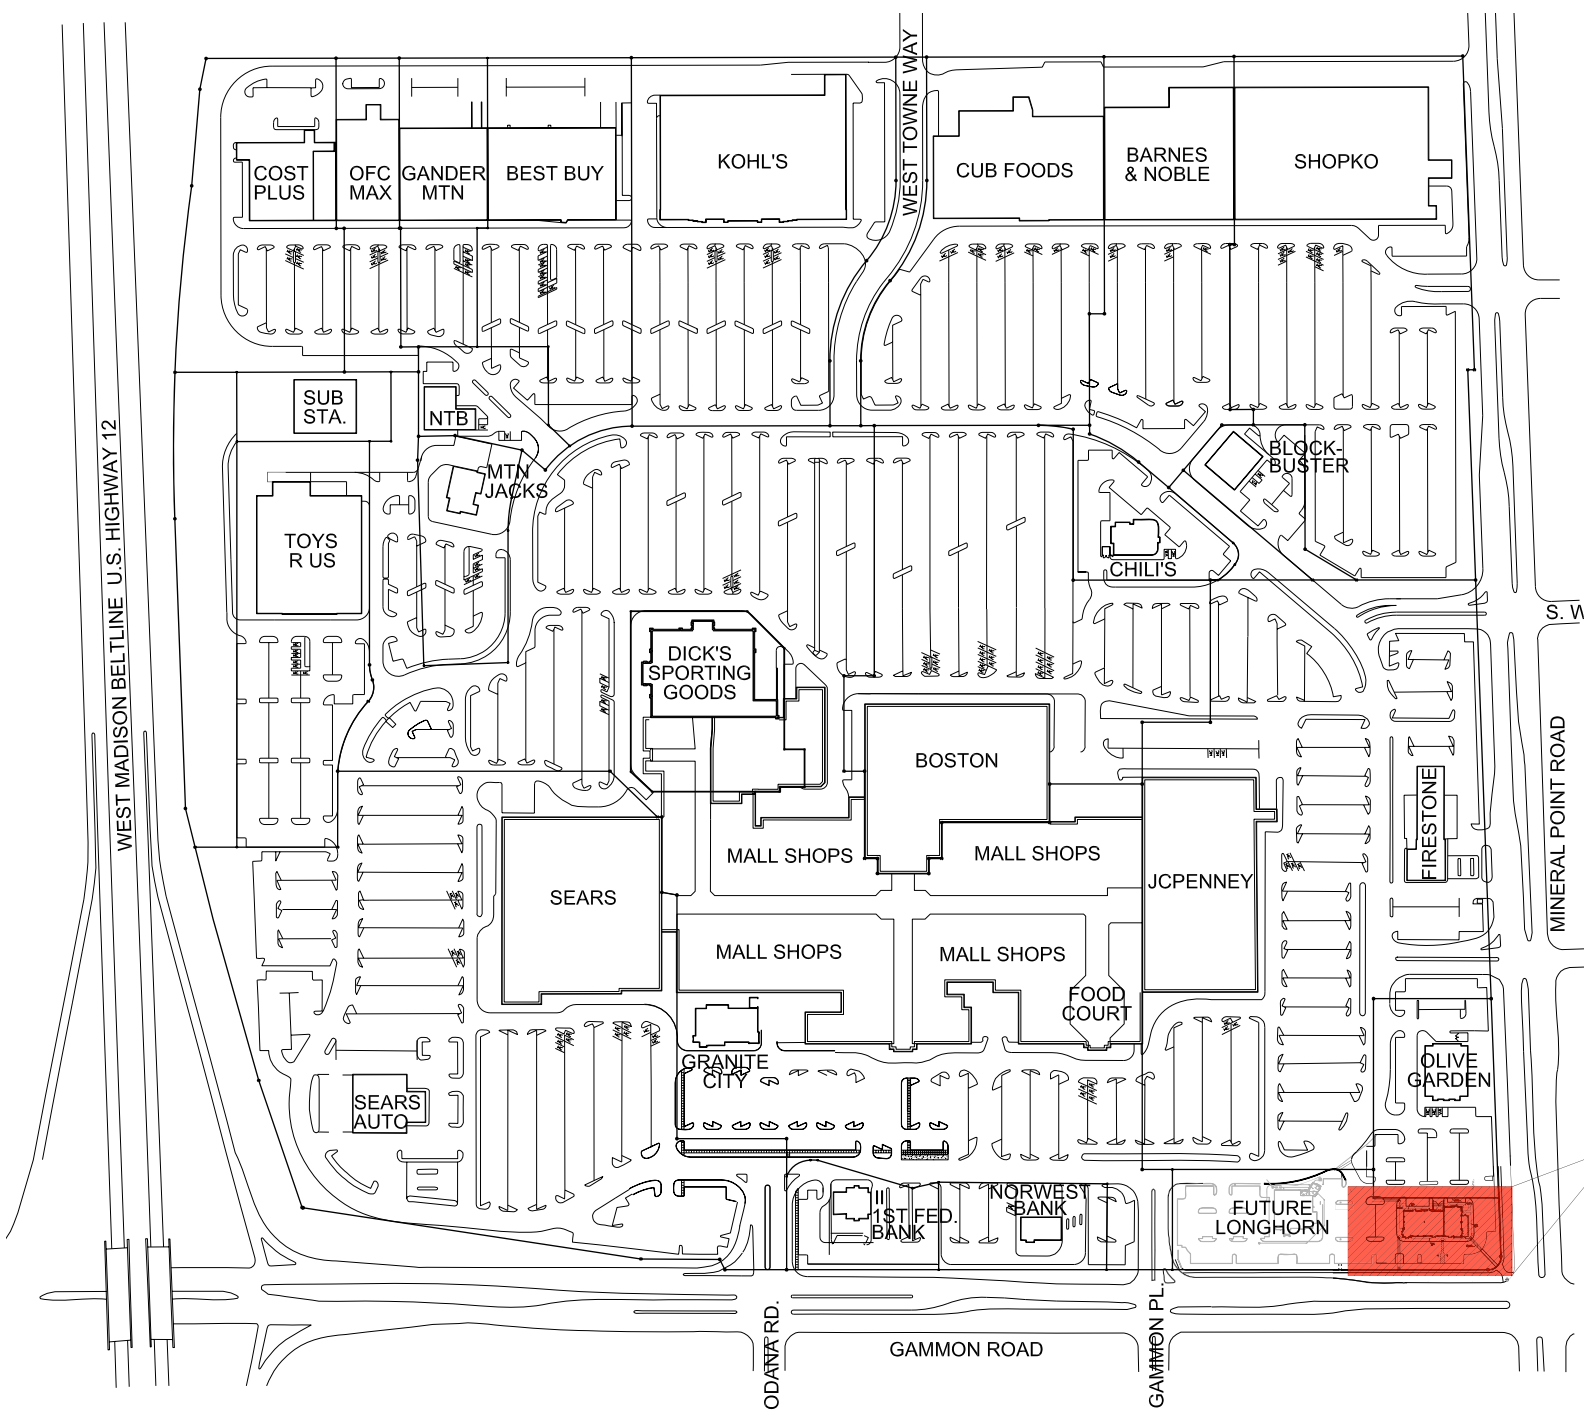 WEST TOWNE WAY
COST
PLUS
OFC
MAX
GANDER
MTN
BEST BUY
KOHL'S
CUB FOODS
BARNES
& NOBLE
SHOPKO
SUB
STA.
NTB
MTN
JACKS
BLOCK-
BUSTER
TOYS
R US
CHILI'S
WEST MADISON BELTLINE U.S. HIGHWAY 12
S. W
DICK'S
SPORTING
GOODS
BOSTON
FIRESTONE
MINERAL POINT ROAD
MALL SHOPS
MALL SHOPS
SEARS
JCPENNEY
MALL SHOPS
MALL SHOPS
FOOD
COURT
GRANITE
CITY
OLIVE
GARDEN
SEARS
AUTO
1ST FED.
BANK
NORWEST
BANK
FUTURE
LONGHORN
ODANA RD.
GAMMON ROAD
GAMMON PL.